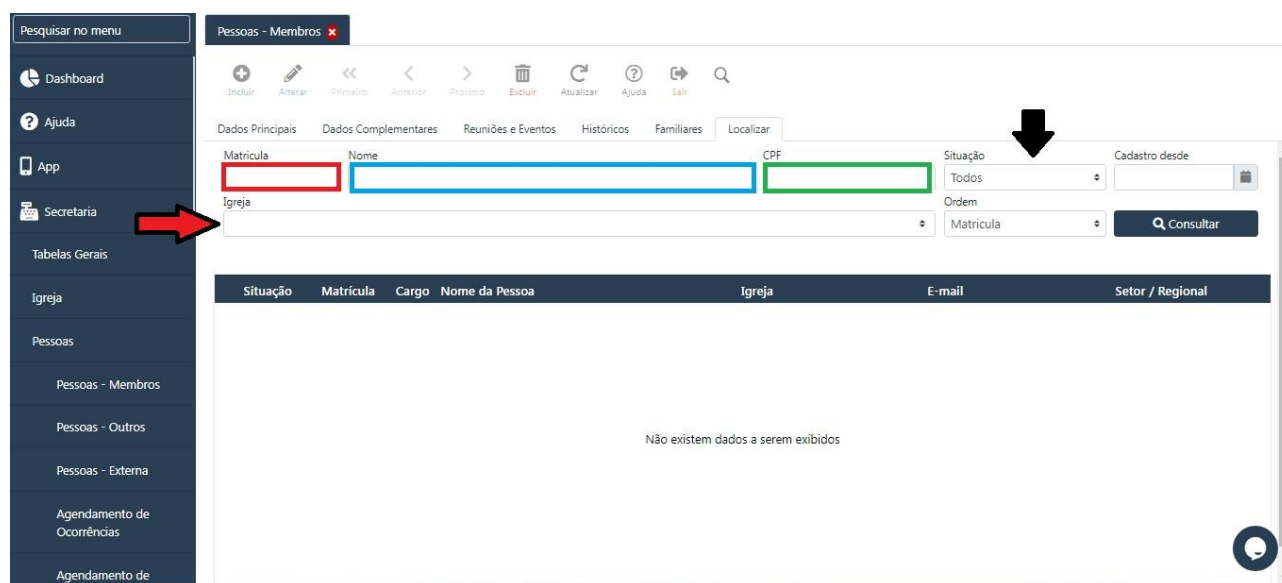 Pesquisar no menu
Dashboard
Ajuda
App
Secretaria
Tabelas Gerais
Igreja
Pessoas
Pessoas - Membros
Pessoas - Outros
Pessoas - Externa
Agendamento de
Ocorrências
Agendamento de
Pessoas - Membros
Incluir Alterar Primeiro Anterior Proximo Excluir Atualizar Ajuda Sair
Dados Principais Dados Complementares Reuniões e Eventos Históricos Familiares Localizar
Matricula Nome CPF Situação Cadastro desde
Todos
Igreja Ordem
Matricula Consultar
Situação Matrícula Cargo Nome da Pessoa Igreja E-mail Setor / Regional
Não existem dados a serem exibidos